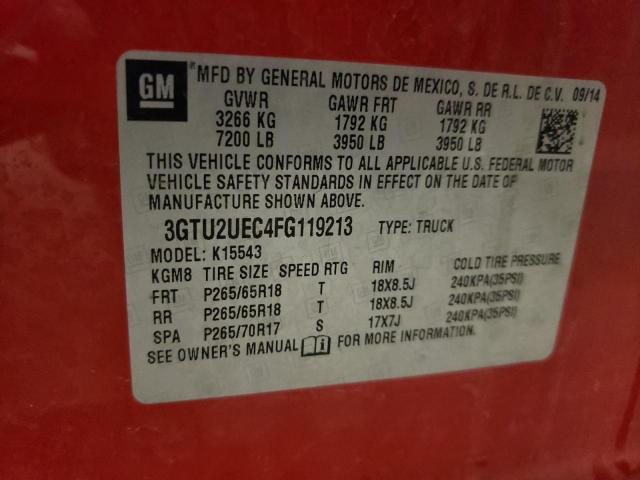 GM
MFD BY GENERAL MOTORS DE MEXICO, S. DE R.L. DE C.V. 09/14
GVWR GAWR FRT GAWR RR
3266 KG 1792 KG 1792 KG
7200 LB 3950 LB 3950 LB
THIS VEHICLE CONFORMS TO ALL APPLICABLE U.S. FEDERAL MOTOR
VEHICLE SAFETY STANDARDS IN EFFECT ON THE DATE OF
MANUFACTURE SHOWN ABOVE.
3GTU2UEC4FG119213 TYPE: TRUCK
MODEL: K15543
KGM8 TIRE SIZE SPEED RTG RIM COLD TIRE PRESSURE
FRT P265/65R18 T 18X8.5J 240KPA(35PSI)
RR P265/65R18 T 18X8.5J 240KPA(35PSI)
SPA P265/70R17 S 17X7J 240KPA(35PSI)
SEE OWNER'S MANUAL FOR MORE INFORMATION.